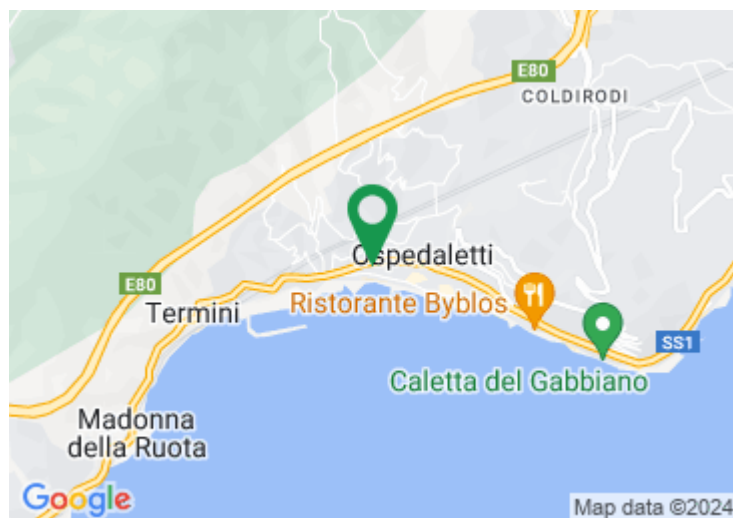 E80
COLDIRODI
Ospedaletti
E80
Termini
Ristorante Byblos
SS1
Caletta del Gabbiano
Madonna
della Ruota
Google
Map data ©2024